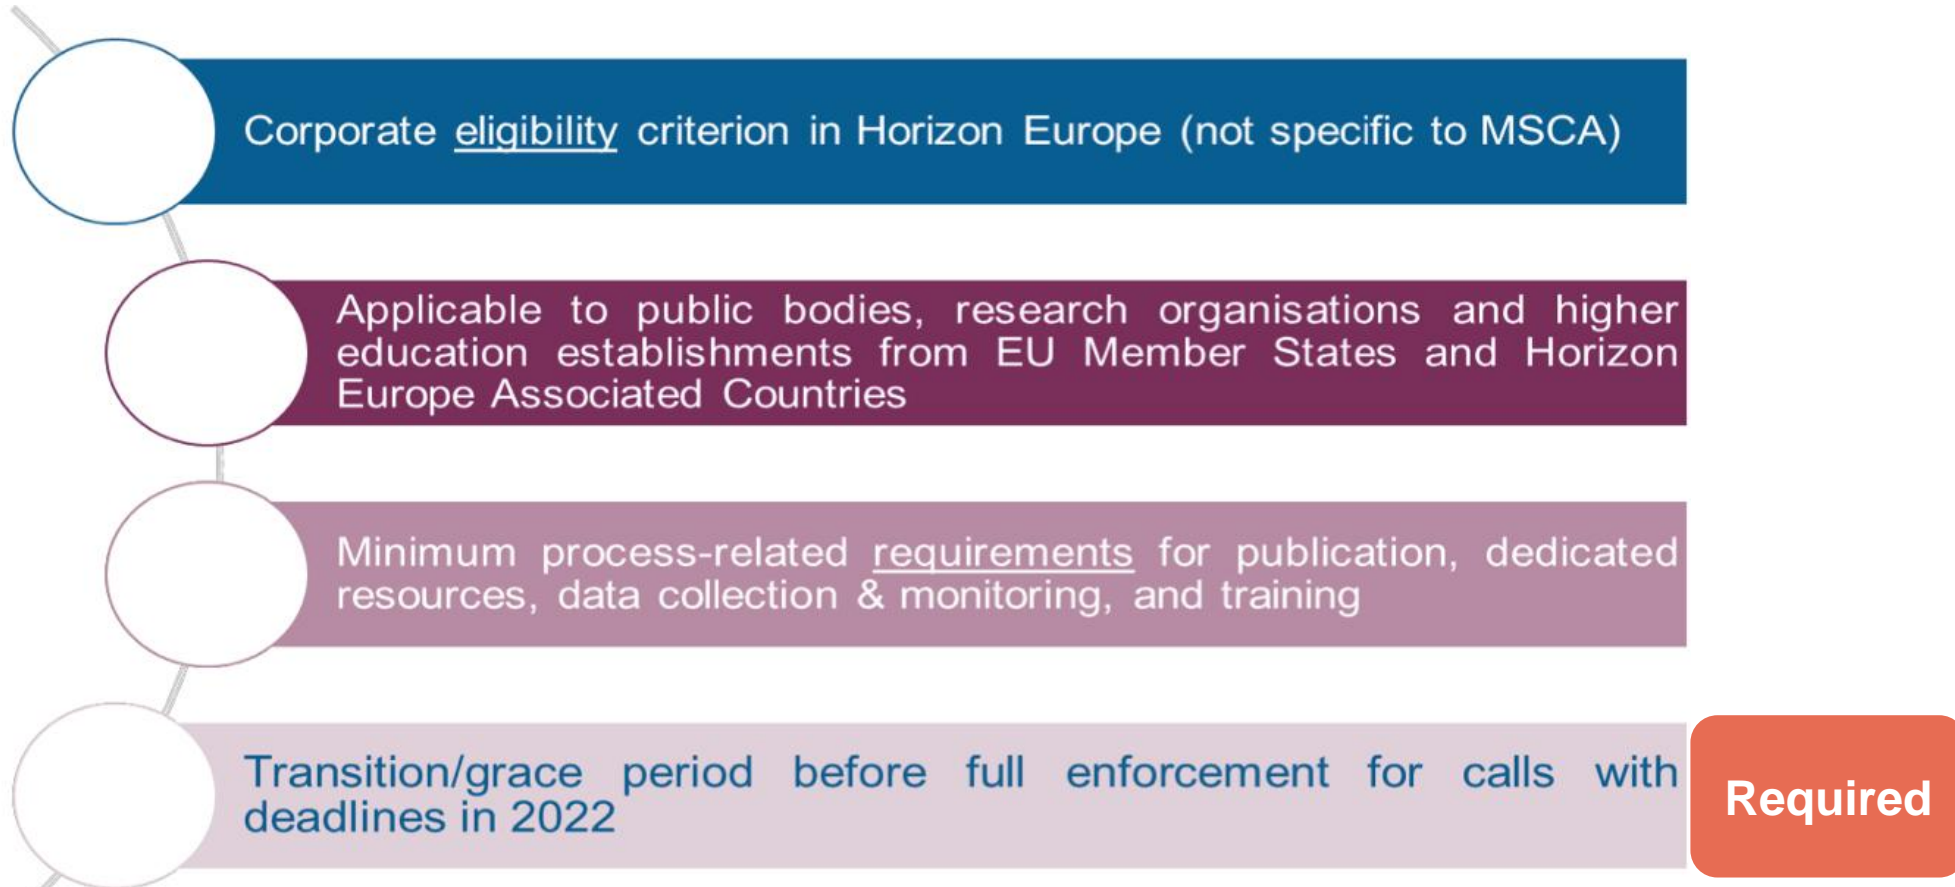 Corporate eligibility criterion in Horizon Europe (not specific to MSCA)
Applicable to public bodies, research organisations and higher
education establishments from EU Member States and Horizon
Europe Associated Countries
Minimum process-related requirements for publication, dedicated
resources, data collection & monitoring, and training
Transition/grace period before full enforcement for calls with
deadlines in 2022
Required